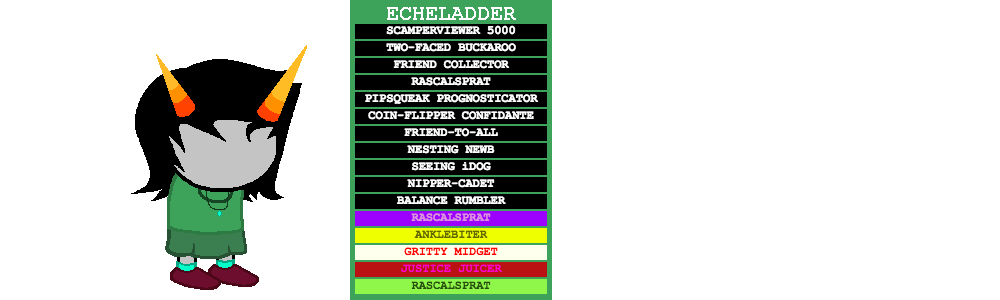 ECHELADDER
SCAMPERVIEWER 5000
TWO-FACED BUCKAROO
FRIEND COLLECTOR
RASCALSPRAT
PIPSQUEAK PROGNOSTICATOR
COIN-FLIPPER CONFIDANTE
FRIEND-TO-ALL
NESTING NEWB
SEEING iDOG
NIPPER-CADET
BALANCE RUMBLER
RASCALSPRAT
ANKLEBITER
GRITTY MIDGET
JUSTICE JUICER
RASCALSPRAT